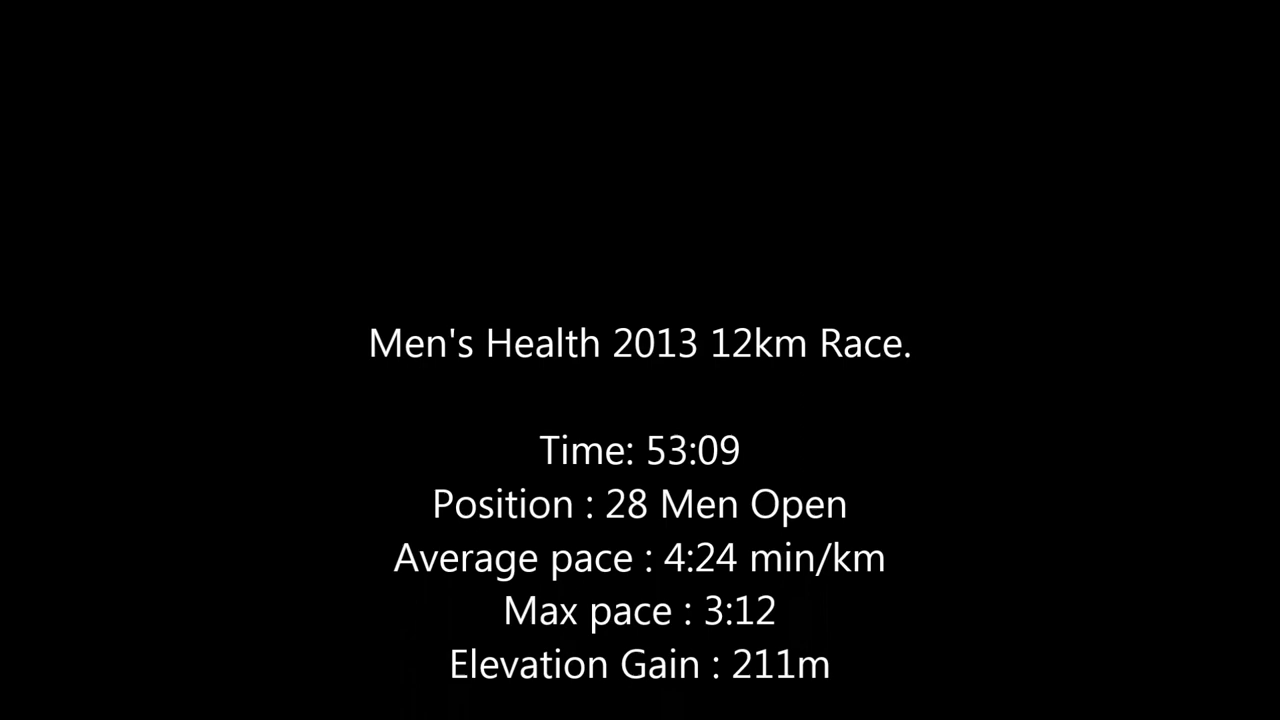 Men's Health 2013 12km Race.
Time: 53:09
Position : 28 Men Open
Average pace : 4:24 min/km
Max pace : 3:12
Elevation Gain : 211m